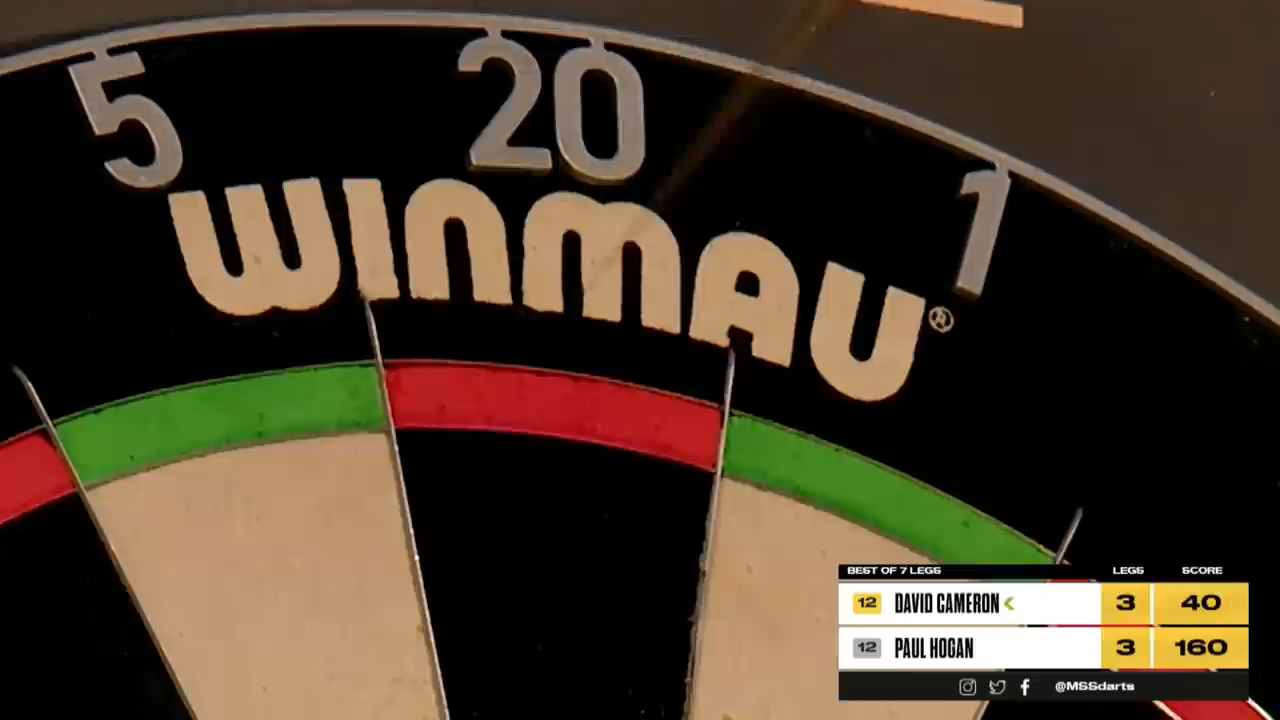 5 20 1
WINMAU®
BEST OF 7 LEGS LEGS SCORE
12 DAVID CAMERON < 3 40
12 PAUL HOGAN 3 160
@MSSdarts